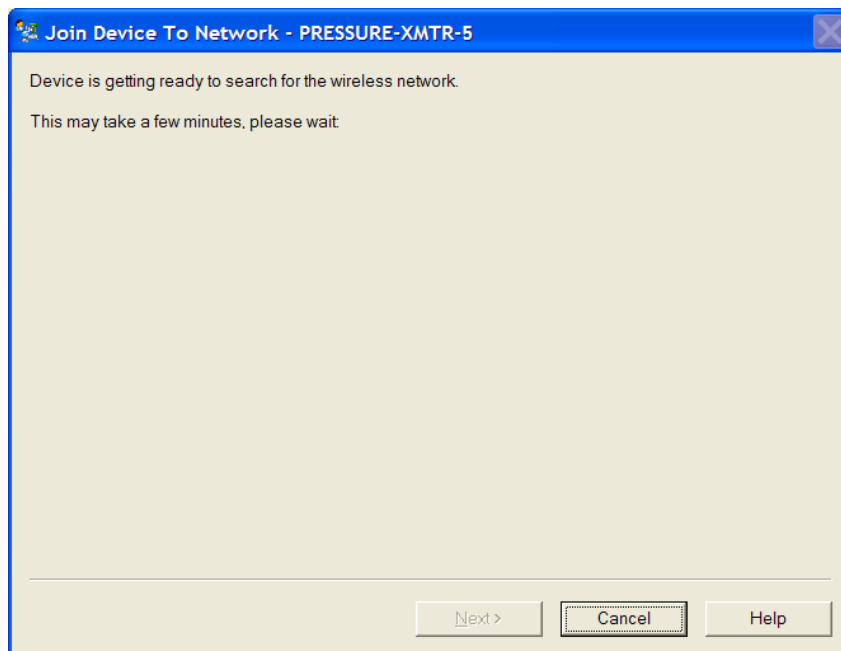 Join Device To Network - PRESSURE-XMTR-5
Device is getting ready to search for the wireless network.
This may take a few minutes, please wait:
Next >
Cancel
Help